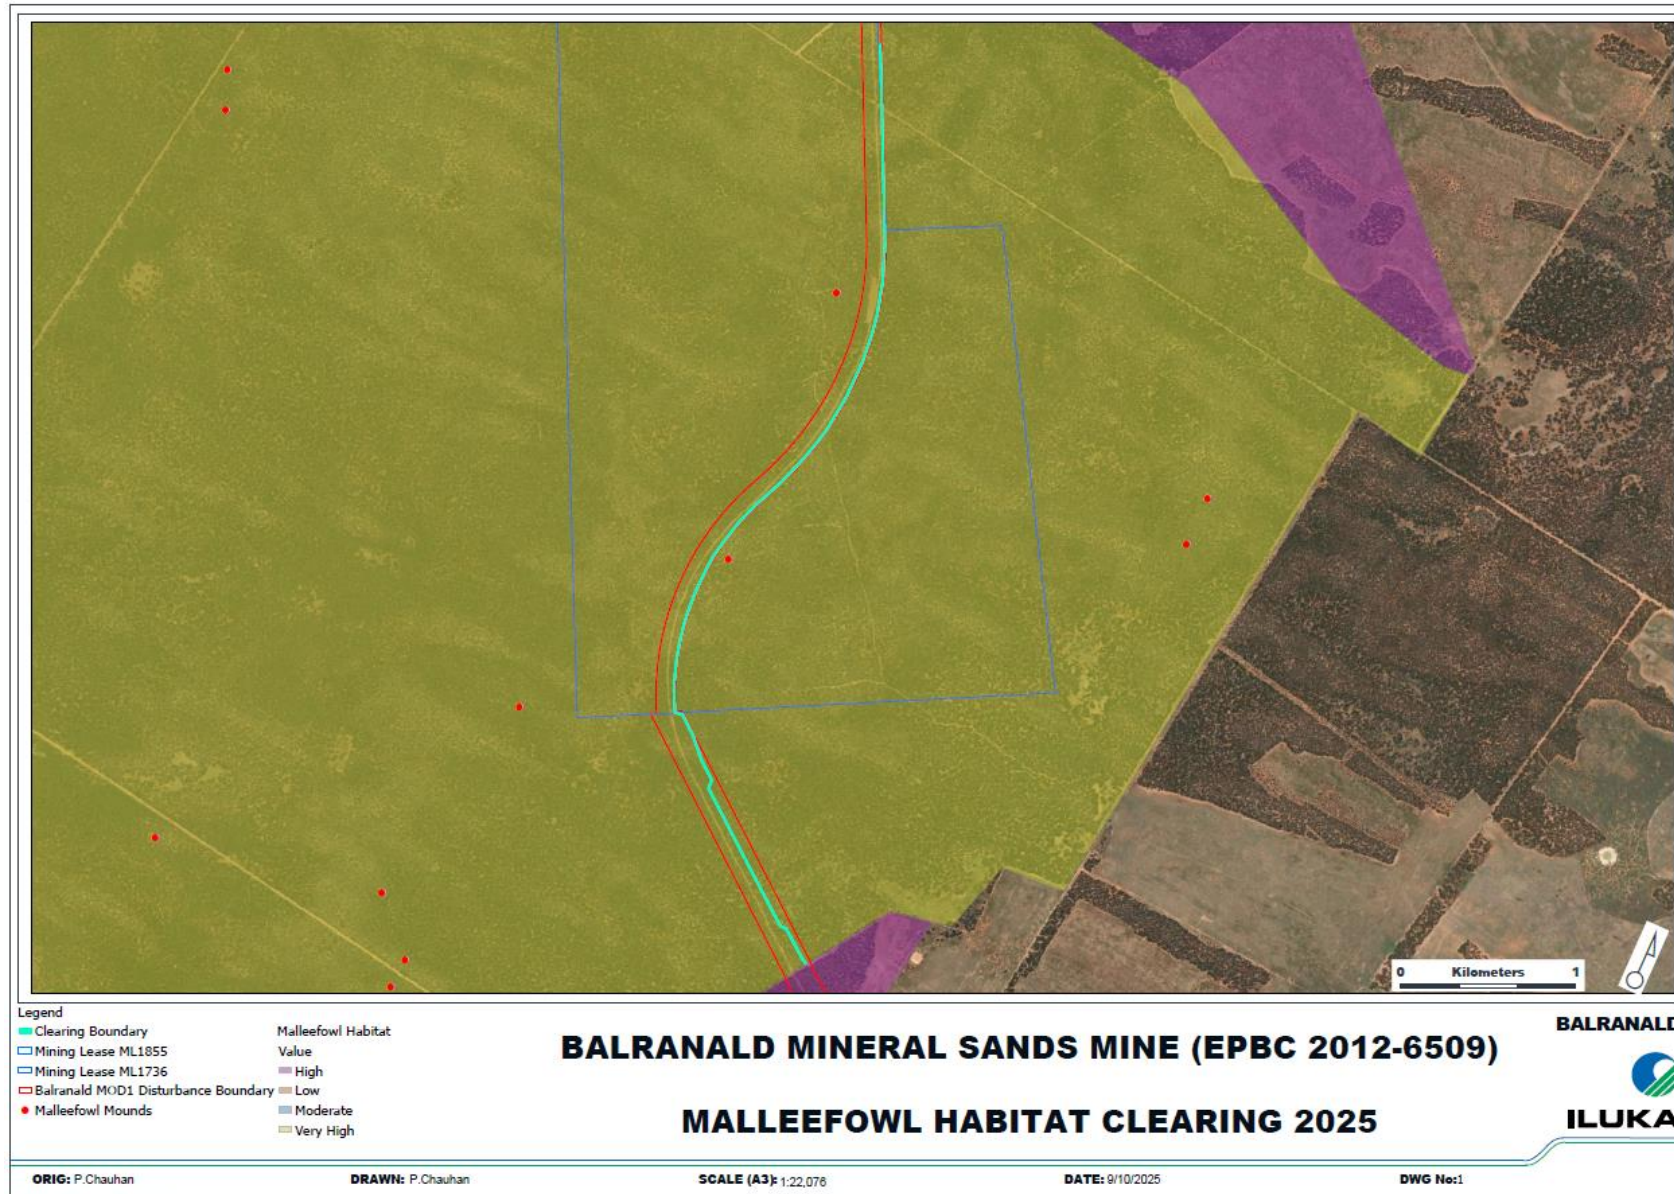 0 Kilometers 1
Legend
Clearing Boundary
Mining Lease ML1855
Mining Lease ML1736
Balranald MOD1 Disturbance Boundary
Malleefowl Mounds
Malleefowl Habitat
Value
High
Low
Moderate
Very High
BALRANALD MINERAL SANDS MINE (EPBC 2012-6509)
MALLEEFOWL HABITAT CLEARING 2025
BALRANALD
ILUKA
ORIG: P.Chauhan DRAWN: P.Chauhan SCALE (A3): 1:22,076 DATE: 9/10/2025 DWG No:1